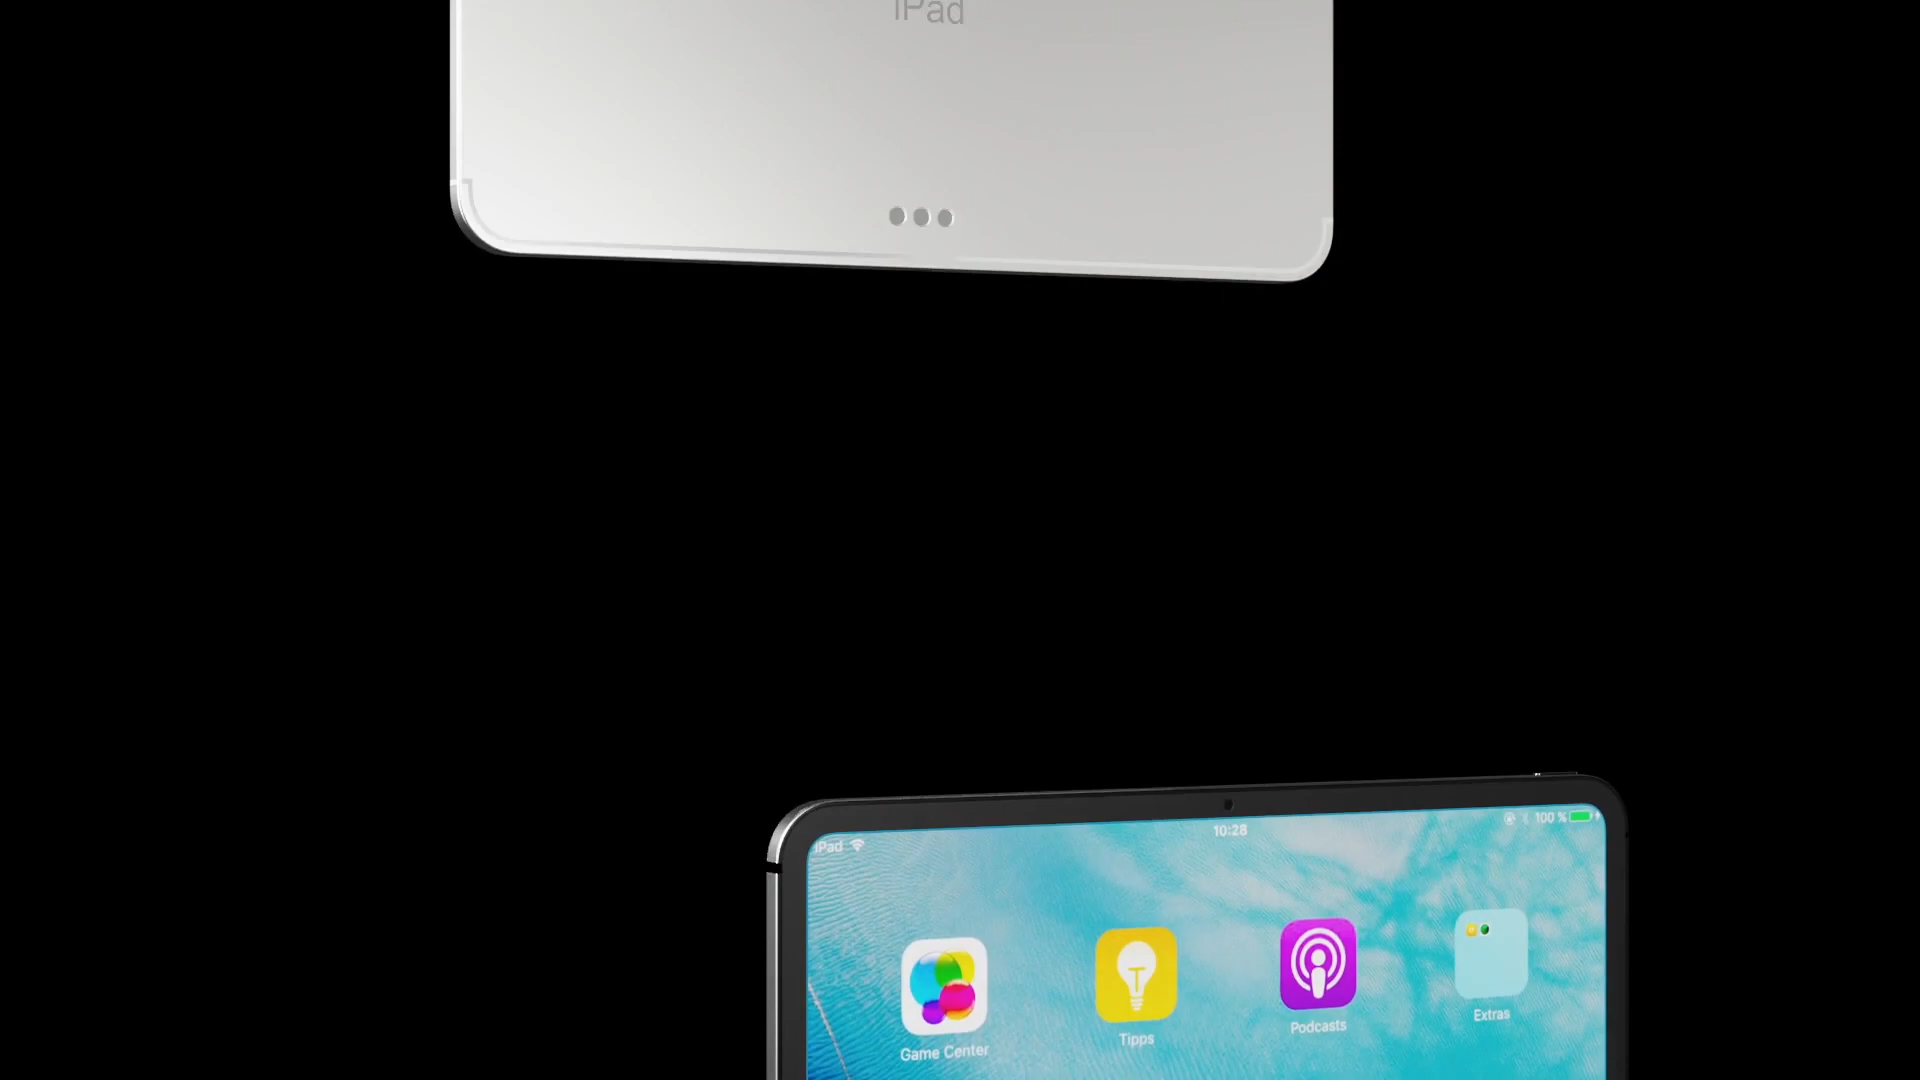 iPad
iPad
10:28
100 %
Game Center
Tipps
Podcasts
Extras